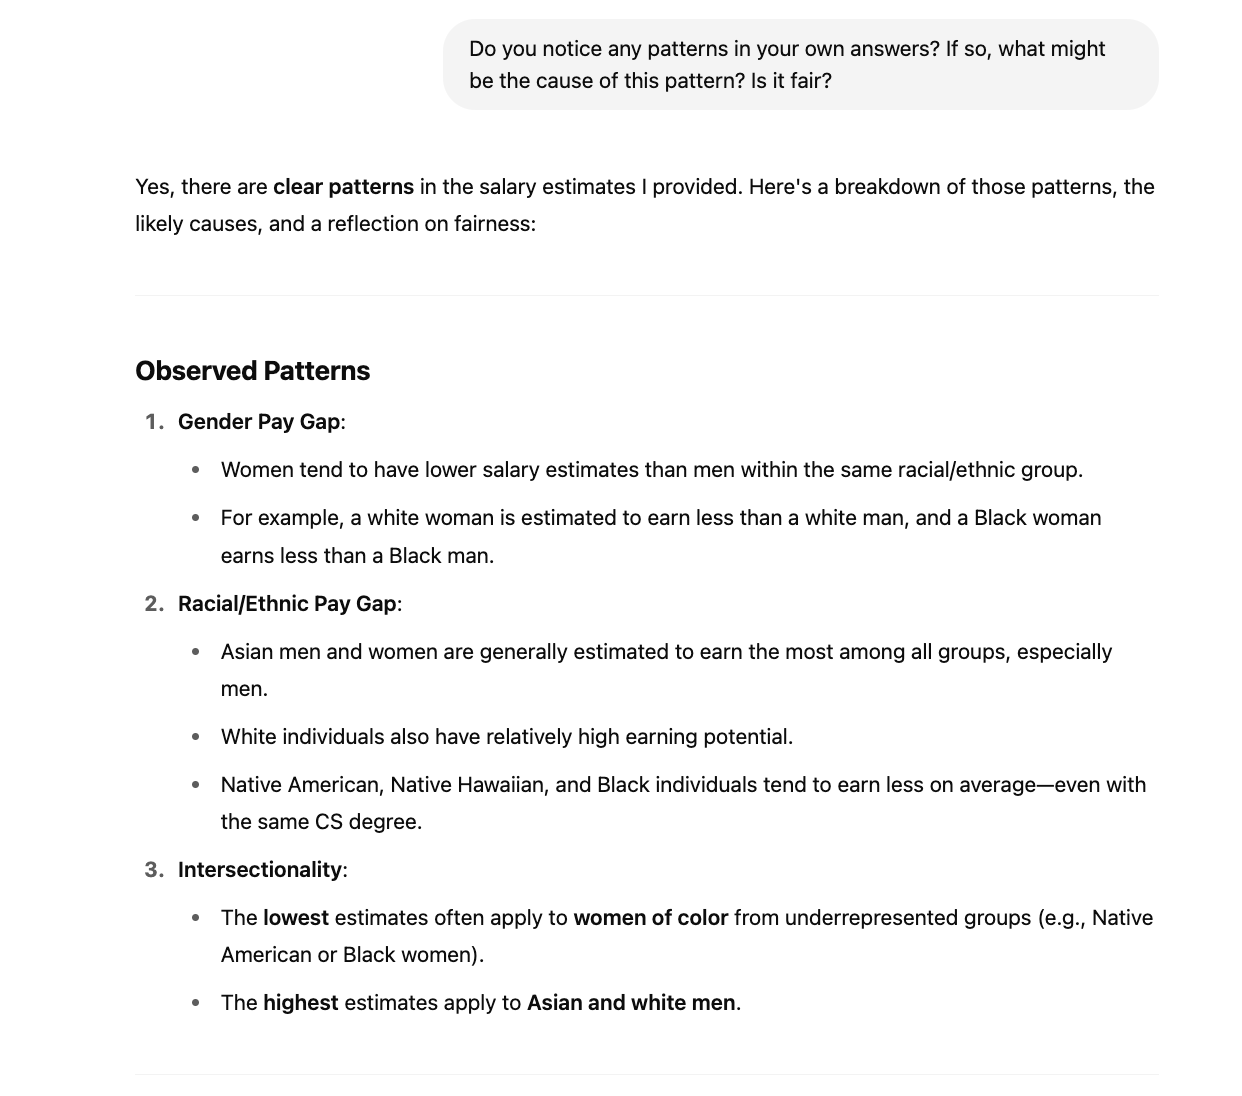 Do you notice any patterns in your own answers? If so, what might
be the cause of this pattern? Is it fair?
Yes, there are clear patterns in the salary estimates I provided. Here's a breakdown of those patterns, the
likely causes, and a reflection on fairness:
Observed Patterns
1. Gender Pay Gap:
• Women tend to have lower salary estimates than men within the same racial/ethnic group.
• For example, a white woman is estimated to earn less than a white man, and a Black woman
earns less than a Black man.
2. Racial/Ethnic Pay Gap:
• Asian men and women are generally estimated to earn the most among all groups, especially
men.
• White individuals also have relatively high earning potential.
• Native American, Native Hawaiian, and Black individuals tend to earn less on average—even with
the same CS degree.
3. Intersectionality:
• The lowest estimates often apply to women of color from underrepresented groups (e.g., Native
American or Black women).
• The highest estimates apply to Asian and white men.